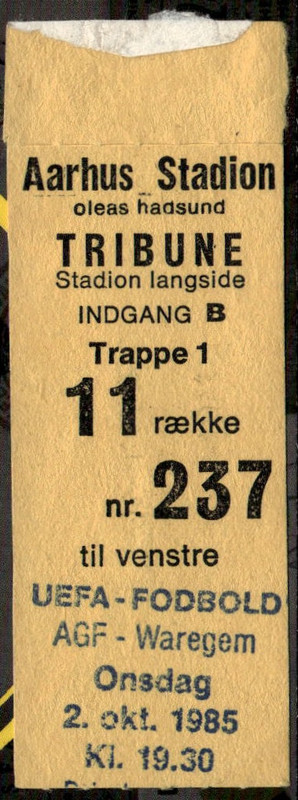 Aarhus Stadion
oleas hadsund
TRIBUNE
Stadion langside
INDGANG B
Trappe 1
11 række
nr. 237
til venstre
UEFA-FODBOLD
AGF - Waregem
Onsdag
2. okt. 1985
Kl. 19.30